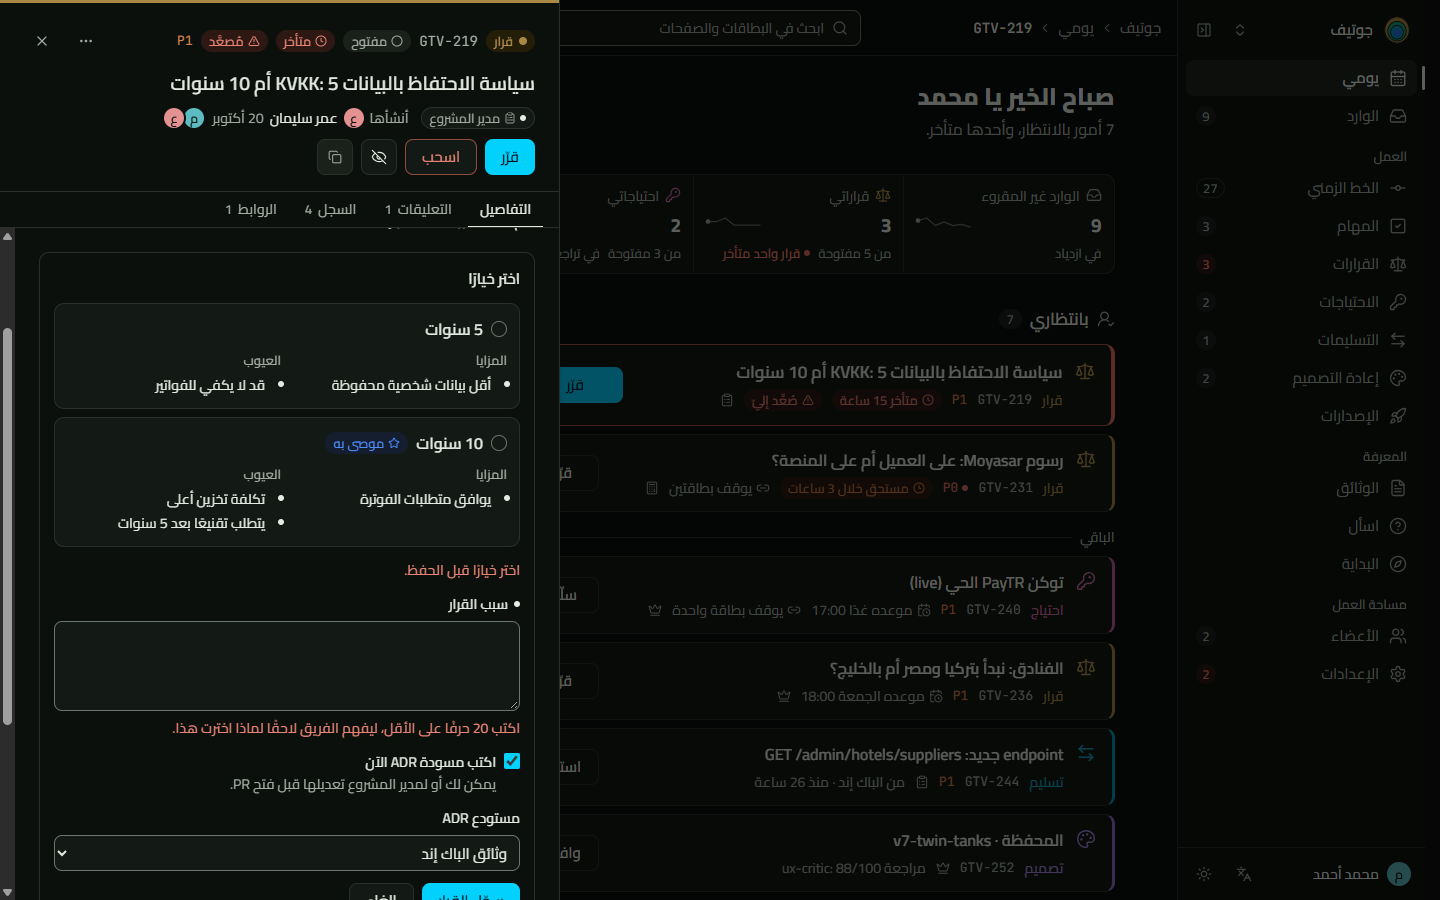 جوتيف
يومي
الوارد 9
العمل
الخط الزمني 27
المهام 3
القرارات 3
الاحتياجات 2
التسليمات 1
إعادة التصميم 2
الإصدارات
المعرفة
الوثائق
اسأل
البداية
مساحة العمل
الأعضاء 2
الإعدادات 2
محمد أحمد
م
جوتيف
يومي
GTV-219
ابحث في البطاقات والصفحات
صباح الخير يا محمد
7 أمور بالانتظار، وأحدها متأخر.
الوارد غير المقروء
9
في ازدياد
قراراتي
3
من 5 مفتوحة • قرار واحد متأخر
احتياجاتي
2
من 3 مفتوحة
بانتظاري 7
سياسة الاحتفاظ بالبيانات KVKK: 5 أم 10 سنوات
قرار GTV-219 P1 متأخر 15 ساعة صُعّد إليّ
قرّر
رسوم Moyasar: على العميل أم على المنصة؟
قرار GTV-231 P0 مستحق خلال 3 ساعات يوقف بطاقتين
الباقي
توكن PayTR الحي (live)
احتياج GTV-240 P1 موعده غدًا 17:00 يوقف بطاقة واحدة
الفنادق: نبدأ بتركيا ومصر أم بالخليج؟
قرار GTV-236 P1 موعده الجمعة 18:00
endpoint جديد: GET /admin/hotels/suppliers
تسليم GTV-244 P1 من الباك إند · منذ 26 ساعة
المحفظة · v7-twin-tanks
تصميم GTV-252 مراجعة ux-critic: 88/100
قرار GTV-219 مفتوح متأخر مُصعّد P1
سياسة الاحتفاظ بالبيانات KVKK: 5 أم 10 سنوات
مدير المشروع أنشأها ع عمر سليمان 20 أكتوبر م ع
قرّر
اسحب
التفاصيل
التعليقات 1
السجل 4
الروابط 1
اختر خيارًا
5 سنوات
المزايا
• أقل بيانات شخصية محفوظة
العيوب
• قد لا يكفي للفواتير
10 سنوات موصى به
المزايا
• يوافق متطلبات الفوترة
العيوب
• تكلفة تخزين أعلى
• يتطلب تقنيعًا بعد 5 سنوات
اختر خيارًا قبل الحفظ.
• سبب القرار
اكتب 20 حرفًا على الأقل، ليفهم الفريق لاحقًا لماذا اخترت هذا.
اكتب مسودة ADR الآن
يمكن لك أو لمدير المشروع تعديلها قبل فتح PR.
مستودع ADR
وثائق الباك إند